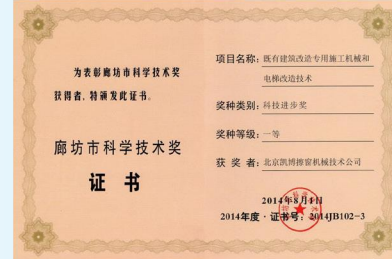 为表彰廊坊市科学技术奖
获得者，特颁发此证书。
廊坊市科学技术奖
证 书
项目名称：既有建筑改造专用施工机械和
电梯改造技术
奖种类别：科技进步奖
奖种等级：一等
获 奖 者：北京凯博擦窗机械技术公司
2014年8月1日
2014年度·证书号：2014JB102-3